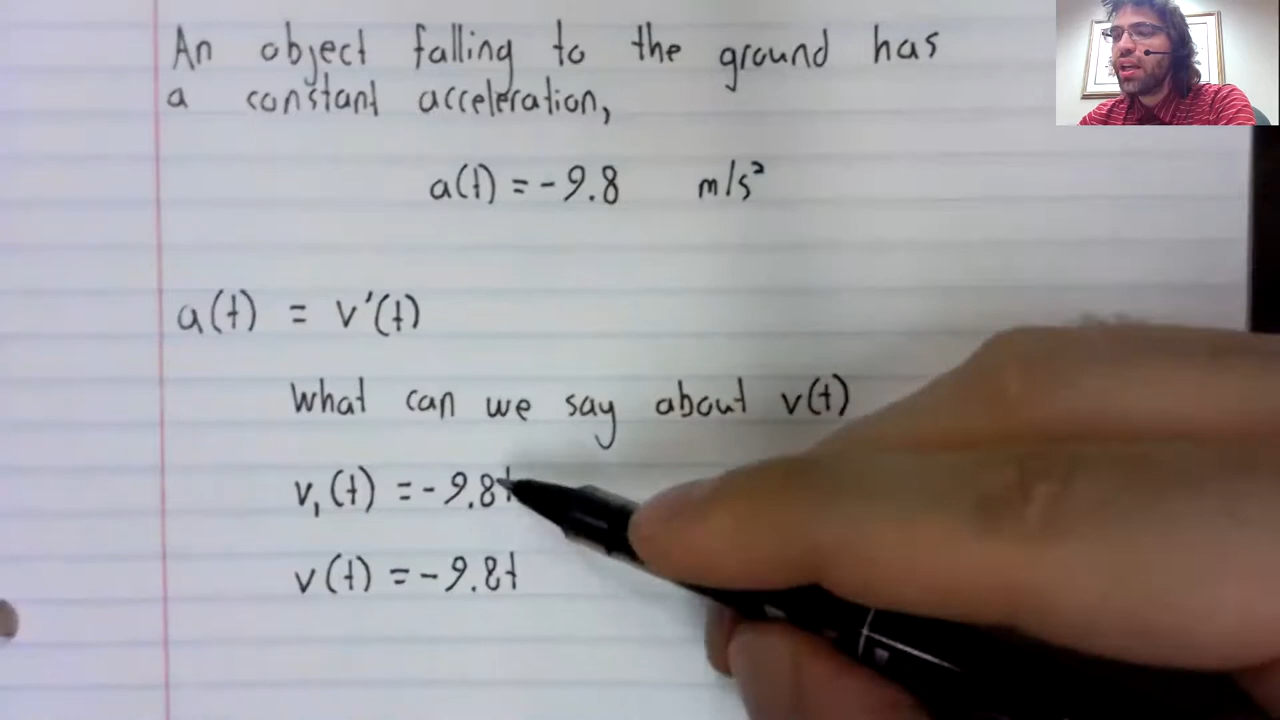 An object falling to the ground has
a constant acceleration,
a(t) = -9.8 m/s²
a(t) = v'(t)
What can we say about v(t)
v₁(t) = -9.8t
v(t) = -9.8t